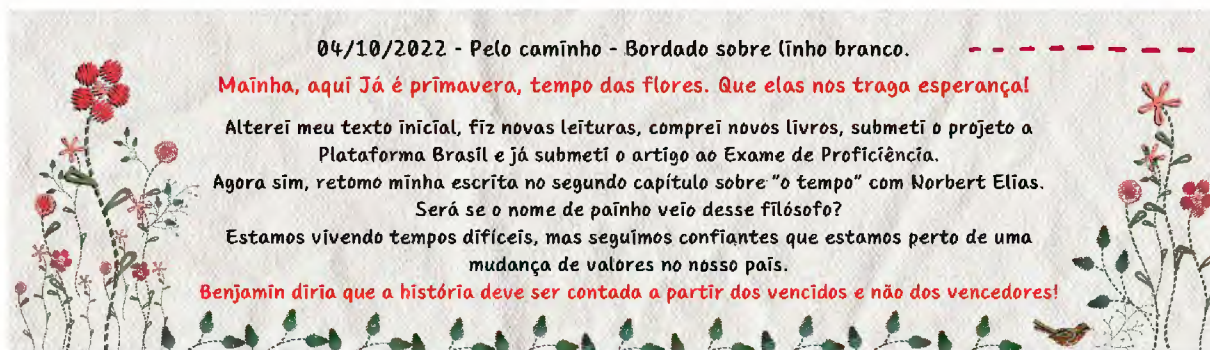 04/10/2022 - Pelo caminho - Bordado sobre linho branco.
Mainha, aqui Já é primavera, tempo das flores. Que elas nos traga esperança!
Alterei meu texto inicial, fiz novas leituras, comprei novos livros, submeti o projeto a
Plataforma Brasil e já submeti o artigo ao Exame de Proficiência.
Agora sim, retomo minha escrita no segundo capítulo sobre "o tempo" com Norbert Elias.
Será se o nome de painho veio desse filósofo?
Estamos vivendo tempos difíceis, mas seguimos confiantes que estamos perto de uma
mudança de valores no nosso país.
Benjamin diria que a história deve ser contada a partir dos vencidos e não dos vencedores!